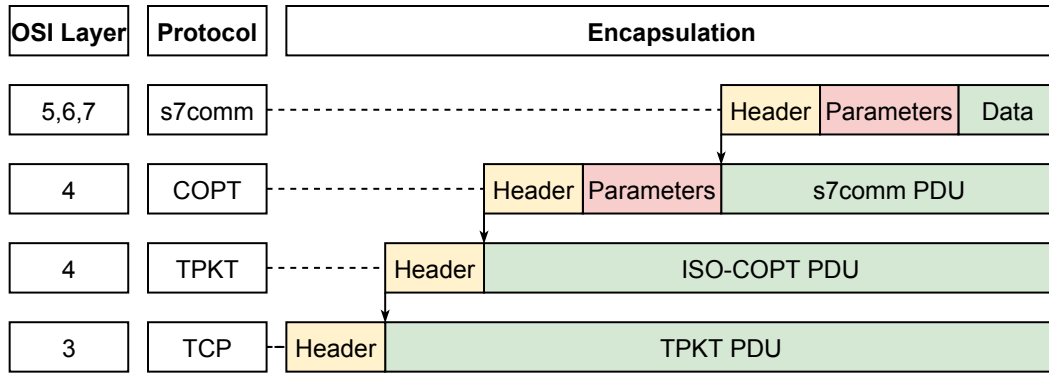 OSI Layer Protocol Encapsulation
5,6,7 s7comm Header Parameters Data
4 COPT Header Parameters s7comm PDU
4 TPKT Header ISO-COPT PDU
3 TCP Header TPKT PDU